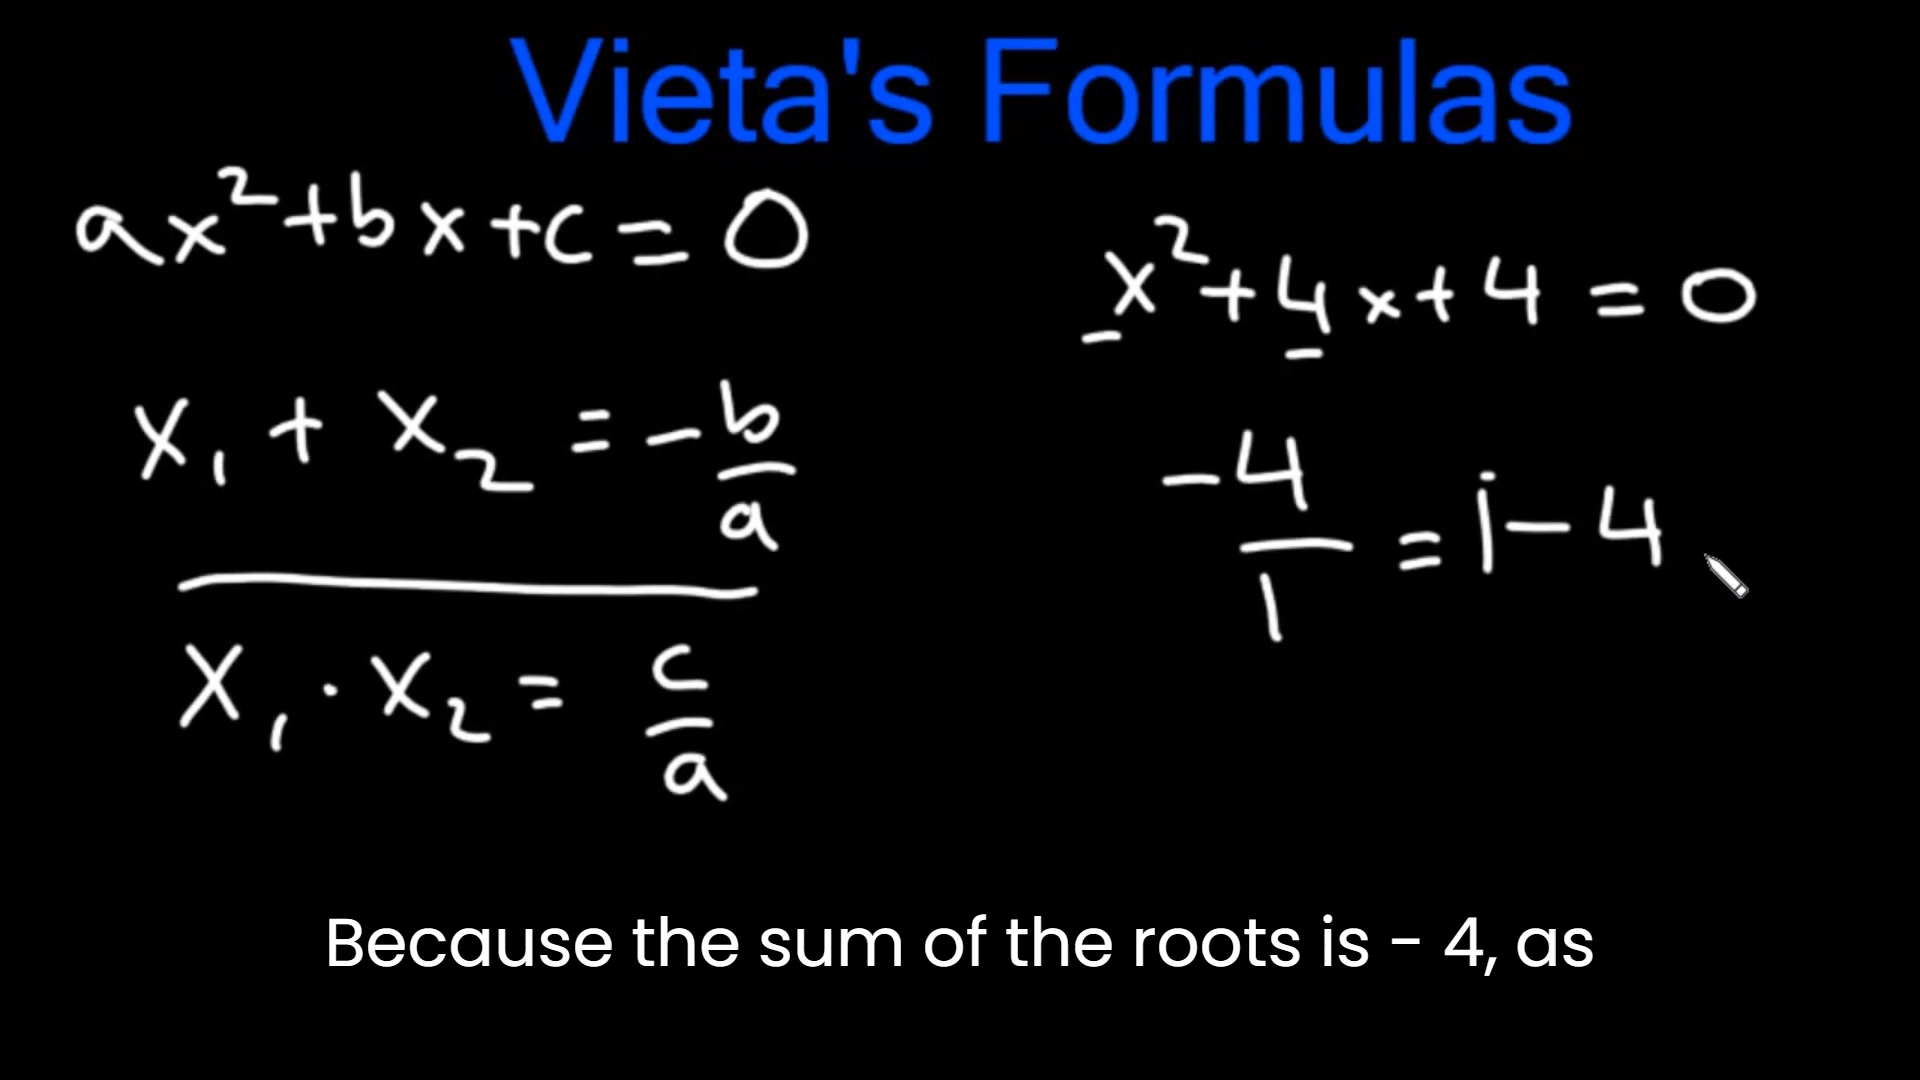 Vieta's Formulas
ax²+bx+c=0
x₁ + x₂ = -b/a
x₁ · x₂ = c/a
x²+4x+4=0
-4/1 = i-4
Because the sum of the roots is - 4, as